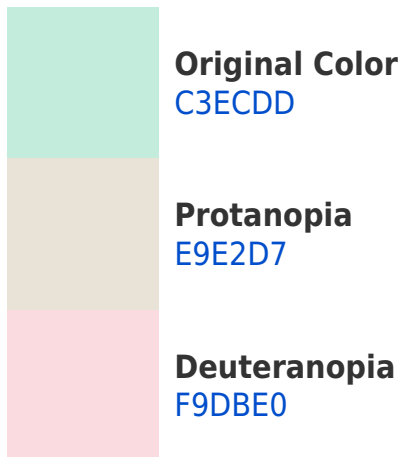 Original Color
C3ECDD
Protanopia
E9E2D7
Deuteranopia
F9DBE0